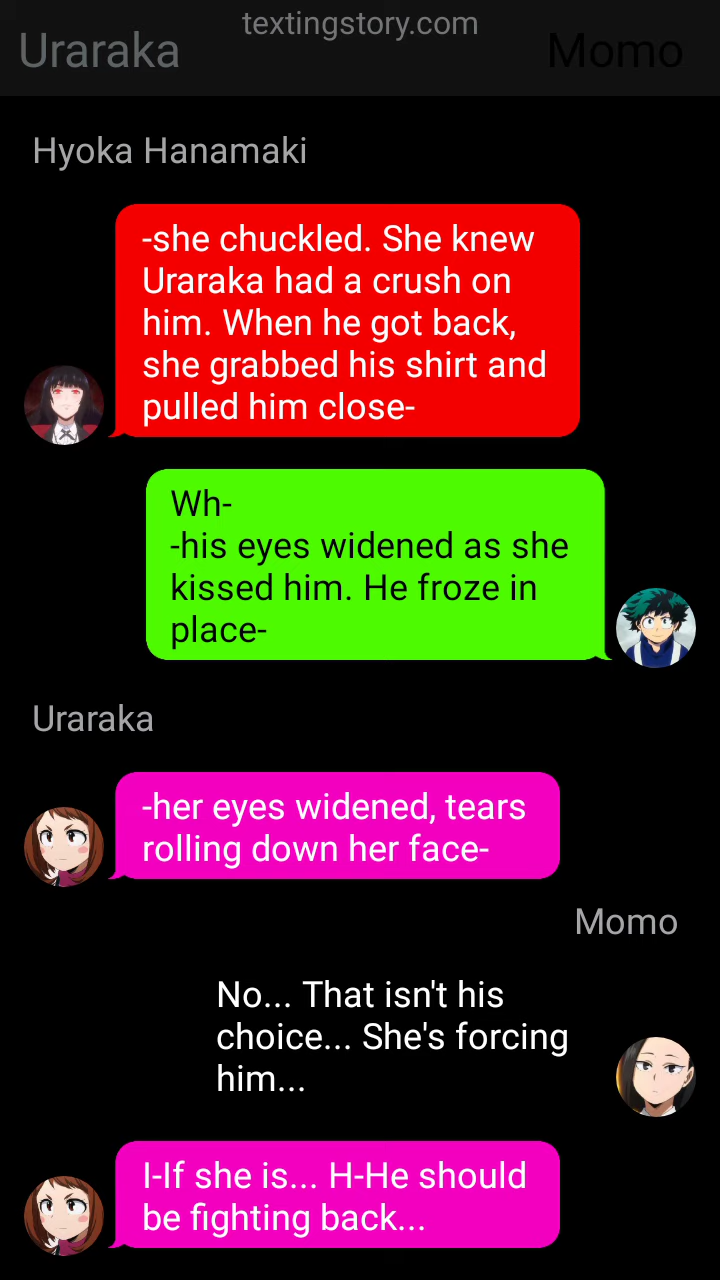 textingstory.com
Uraraka
Momo
Hyoka Hanamaki
-she chuckled. She knew
Uraraka had a crush on
him. When he got back,
she grabbed his shirt and
pulled him close-
Wh-
-his eyes widened as she
kissed him. He froze in
place-
Uraraka
-her eyes widened, tears
rolling down her face-
Momo
No... That isn't his
choice... She's forcing
him...
I-If she is... H-He should
be fighting back...